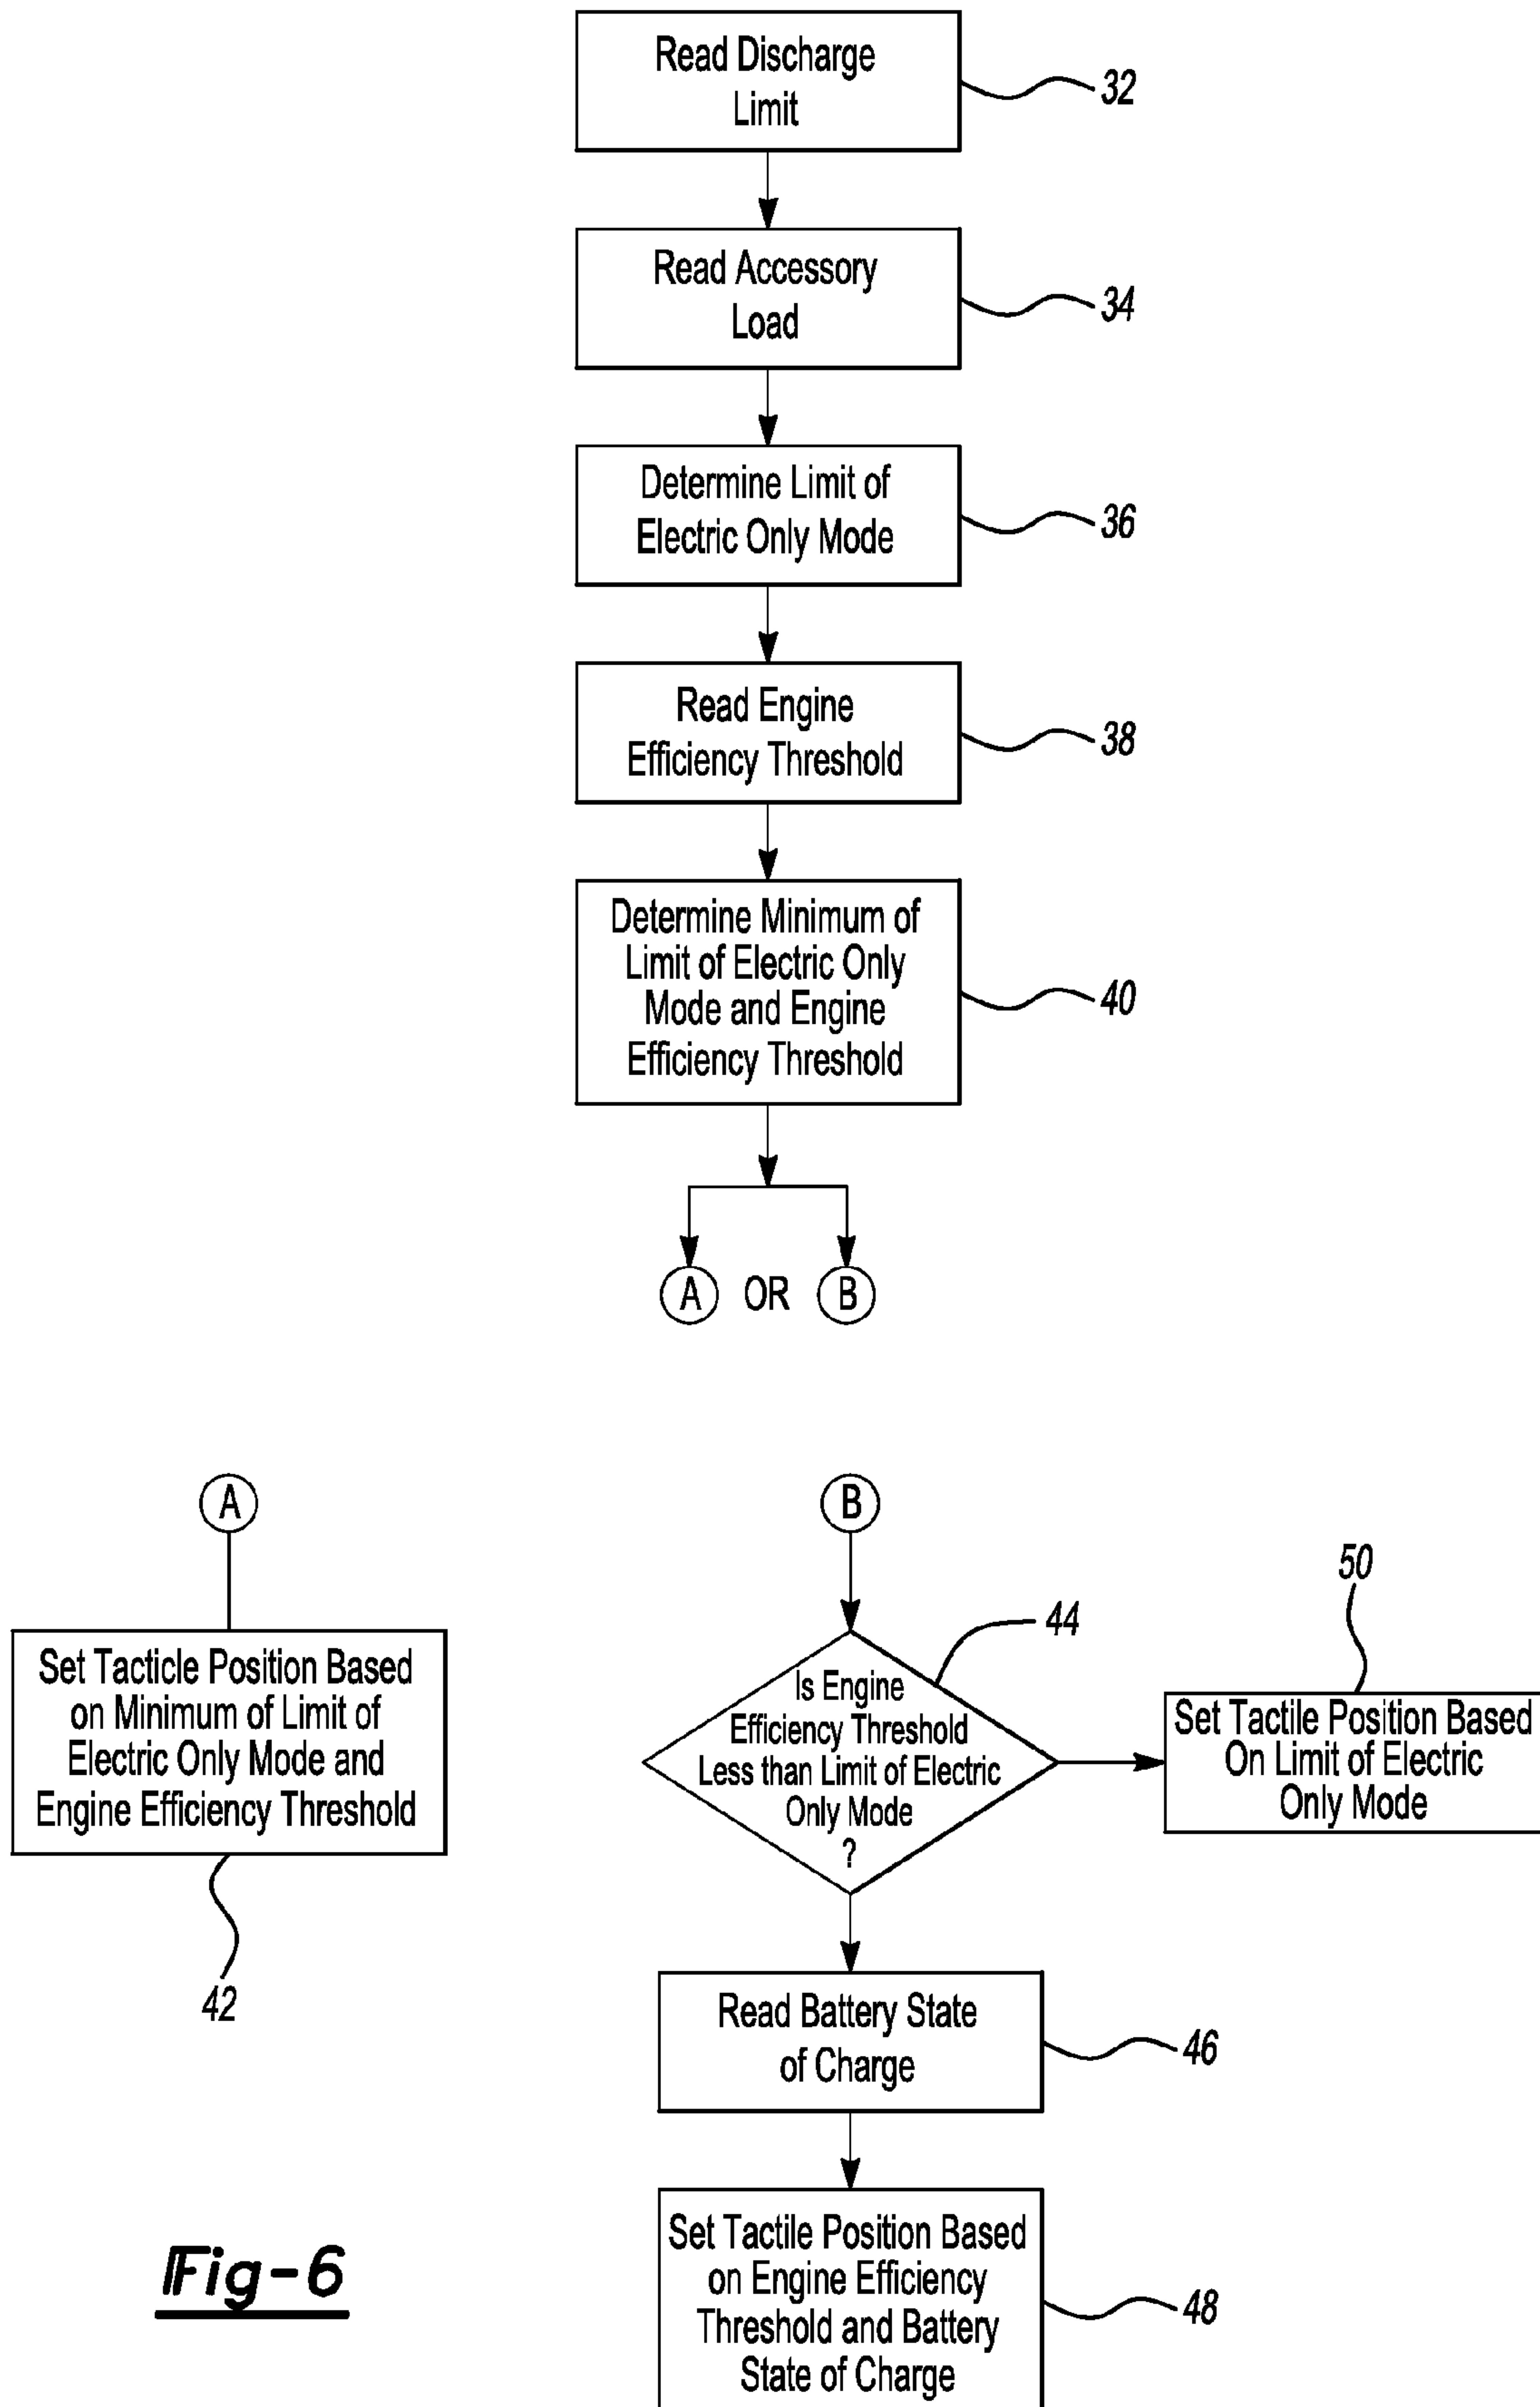 Read Discharge
Limit
32
Read Accessory
Load
34
Determine Limit of
Electric Only Mode
36
Read Engine
Efficiency Threshold
38
Determine Minimum of
Limit of Electric Only
Mode and Engine
Efficiency Threshold
40
A OR B
A
Set Tacticle Position Based
on Minimum of Limit of
Electric Only Mode and
Engine Efficiency Threshold
42
B
44
Is Engine
Efficiency Threshold
Less than Limit of Electric
Only Mode
?
50
Set Tactile Position Based
On Limit of Electric
Only Mode
Read Battery State
of Charge
46
Set Tactile Position Based
on Engine Efficiency
Threshold and Battery
State of Charge
48
Fig-6